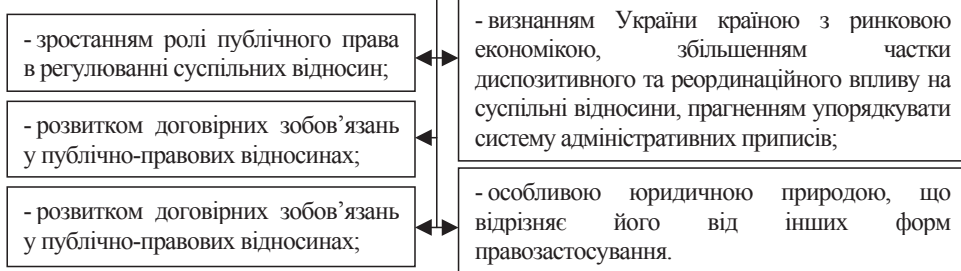 - зростанням ролі публічного права
в регулюванні суспільних відносин;
- розвитком договірних зобов’язань
у публічно-правових відносинах;
- розвитком договірних зобов’язань
у публічно-правових відносинах;
- визнанням України країною з ринковою
економікою, збільшенням частки
диспозитивного та реординаційного впливу на
суспільні відносини, прагненням упорядкувати
систему адміністративних приписів;
- особливою юридичною природою, що
відрізняє його від інших форм
правозастосування.